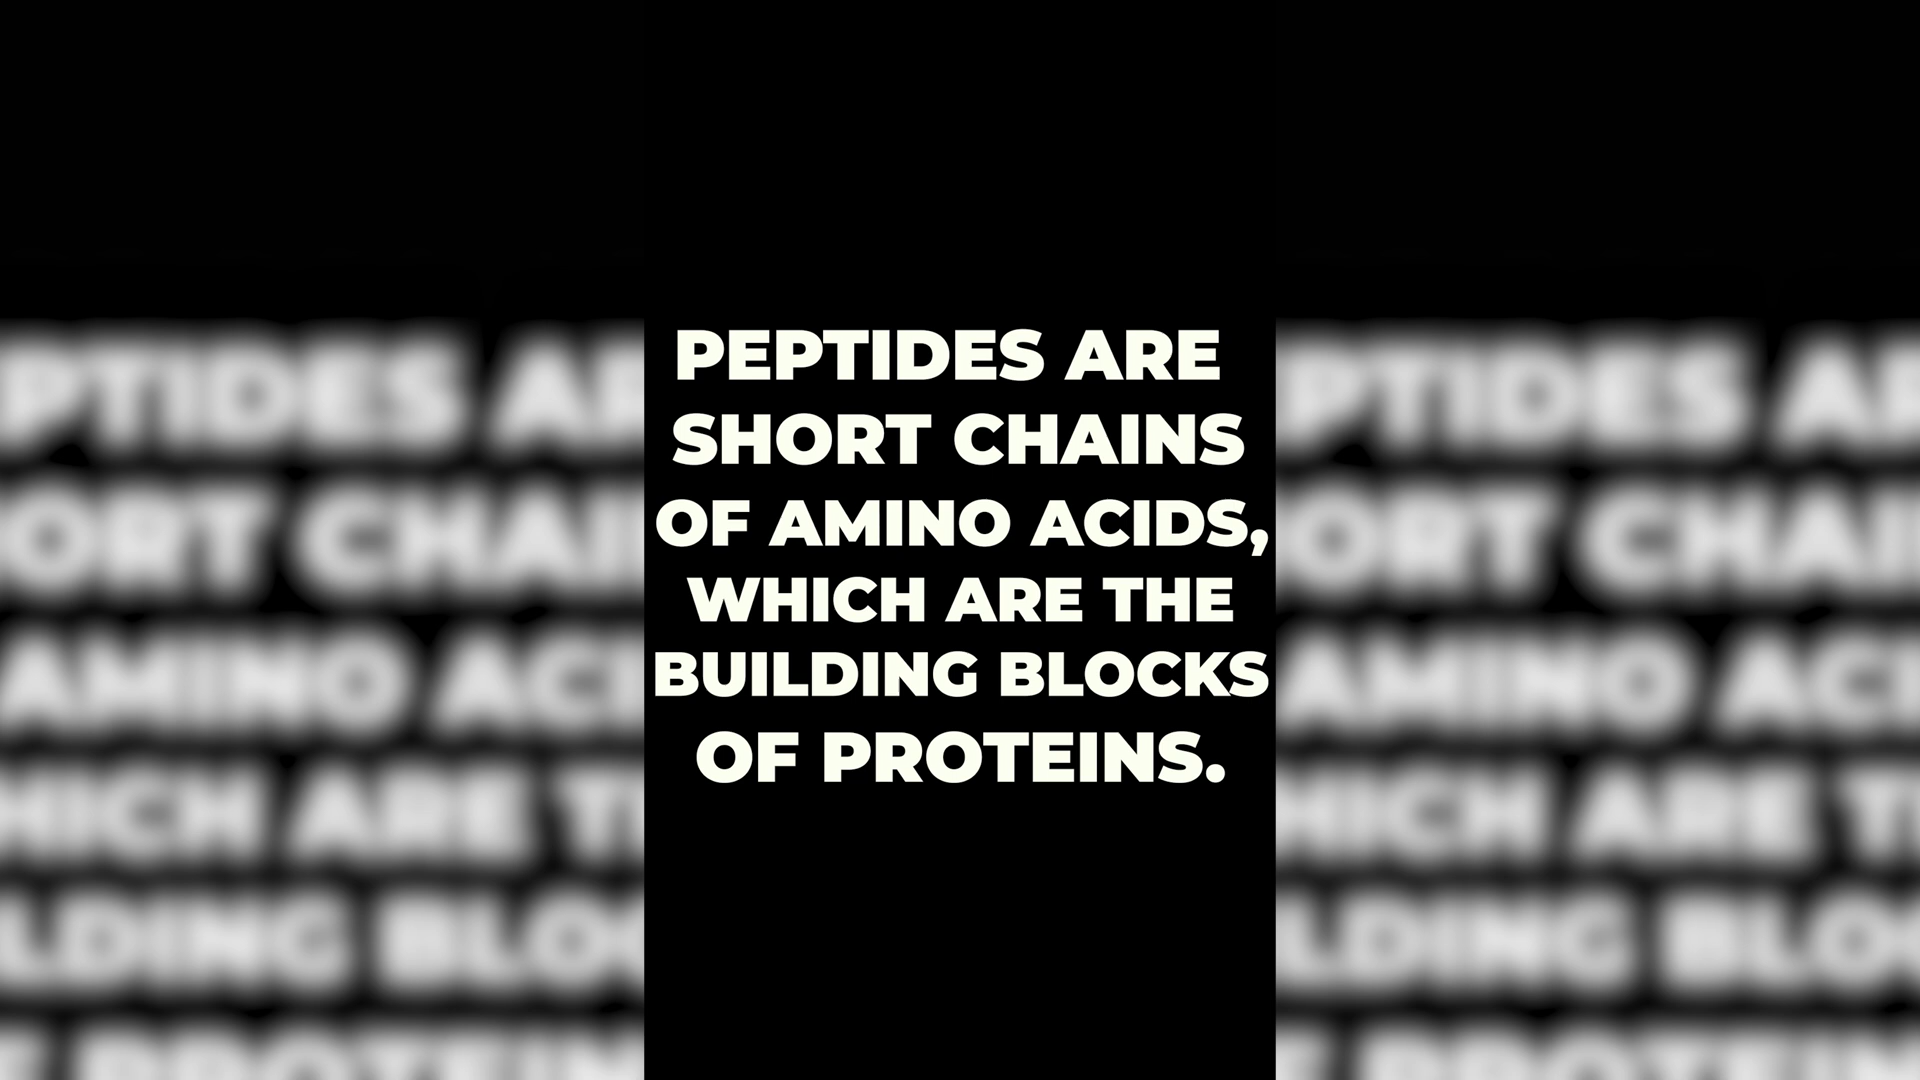 PEPTIDES ARE
SHORT CHAINS
OF AMINO ACIDS,
WHICH ARE THE
BUILDING BLOCKS
OF PROTEINS.